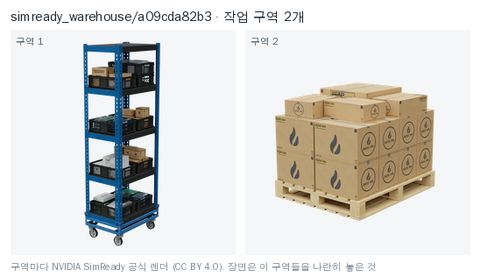 simready_warehouse/a09cda82b3 · 작업 구역 2개
구역 1
구역 2
구역마다 NVIDIA SimReady 공식 렌더 (CC BY 4.0). 장면은 이 구역들을 나란히 놓은 것